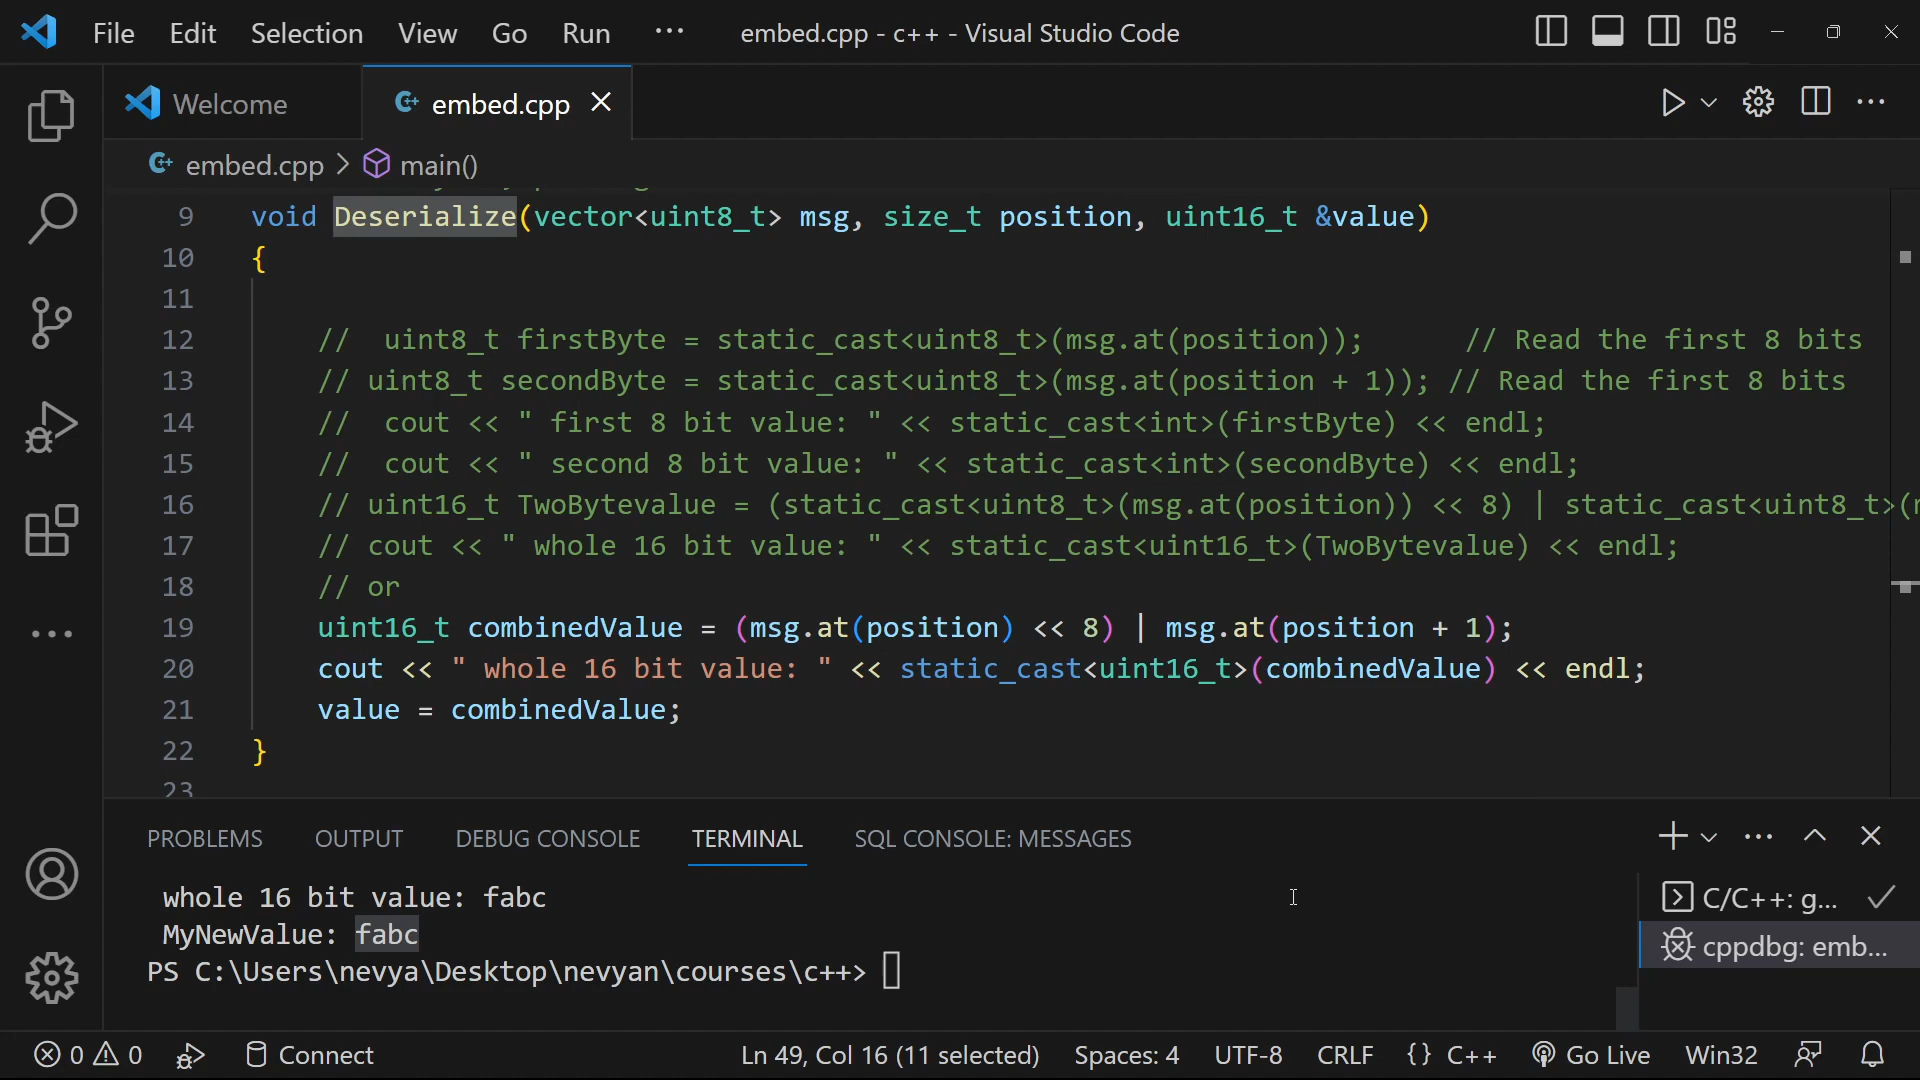 File Edit Selection View Go Run ··· embed.cpp - c++ - Visual Studio Code
Welcome embed.cpp
embed.cpp > main()
9 void Deserialize(vector<uint8_t> msg, size_t position, uint16_t &value)
10 {
11
12 //  uint8_t firstByte = static_cast<uint8_t>(msg.at(position));      // Read the first 8 bits
13 // uint8_t secondByte = static_cast<uint8_t>(msg.at(position + 1)); // Read the first 8 bits
14 //  cout << " first 8 bit value: " << static_cast<int>(firstByte) << endl;
15 //  cout << " second 8 bit value: " << static_cast<int>(secondByte) << endl;
16 // uint16_t TwoBytevalue = (static_cast<uint8_t>(msg.at(position)) << 8) | static_cast<uint8_t>(
17 // cout << " whole 16 bit value: " << static_cast<uint16_t>(TwoBytevalue) << endl;
18 // or
19 uint16_t combinedValue = (msg.at(position) << 8) | msg.at(position + 1);
20 cout << " whole 16 bit value: " << static_cast<uint16_t>(combinedValue) << endl;
21 value = combinedValue;
22 }
23
PROBLEMS OUTPUT DEBUG CONSOLE TERMINAL SQL CONSOLE: MESSAGES
whole 16 bit value: fabc
MyNewValue: fabc
PS C:\Users\nevya\Desktop\nevyan\courses\c++>
C/C++: g...
cppdbg: emb...
0 0 Connect Ln 49, Col 16 (11 selected) Spaces: 4 UTF-8 CRLF {} C++ Go Live Win32